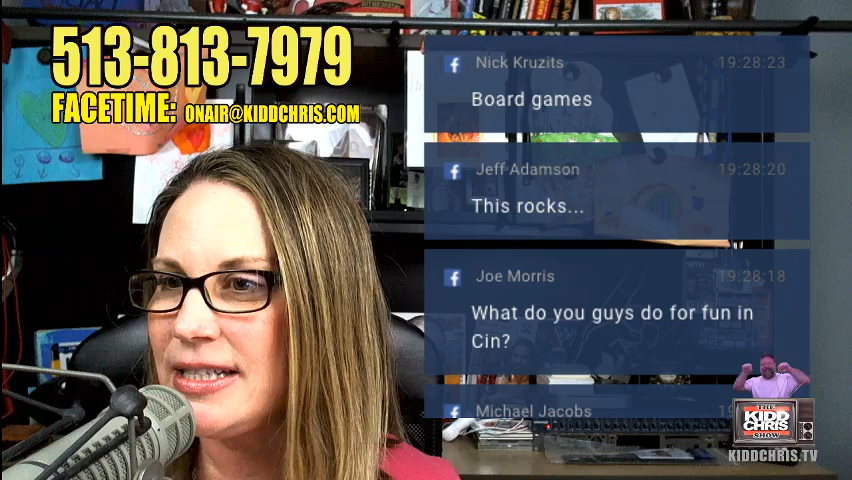 513-813-7979
FACETIME: ONAIR@KIDDCHRIS.COM
Nick Kruzits 19:28:23
Board games
Jeff Adamson 19:28:20
This rocks...
Joe Morris 19:28:18
What do you guys do for fun in
Cin?
Michael Jacobs
THE
KIDD
CHRIS
SHOW
KIDDCHRIS.TV